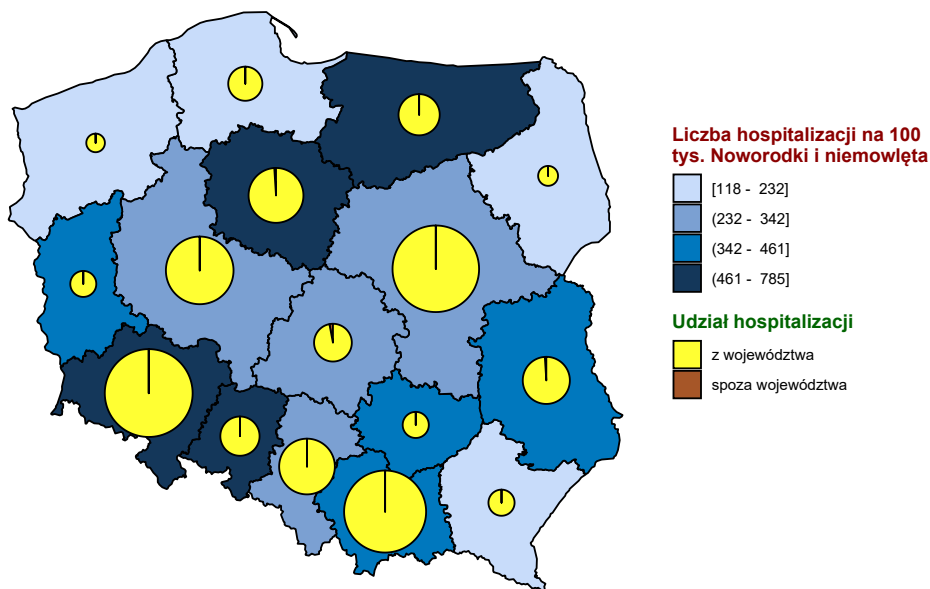 Liczba hospitalizacji na 100
tys. Noworodki i niemowlęta
[118 - 232]
(232 - 342]
(342 - 461]
(461 - 785]
Udział hospitalizacji
z województwa
spoza województwa